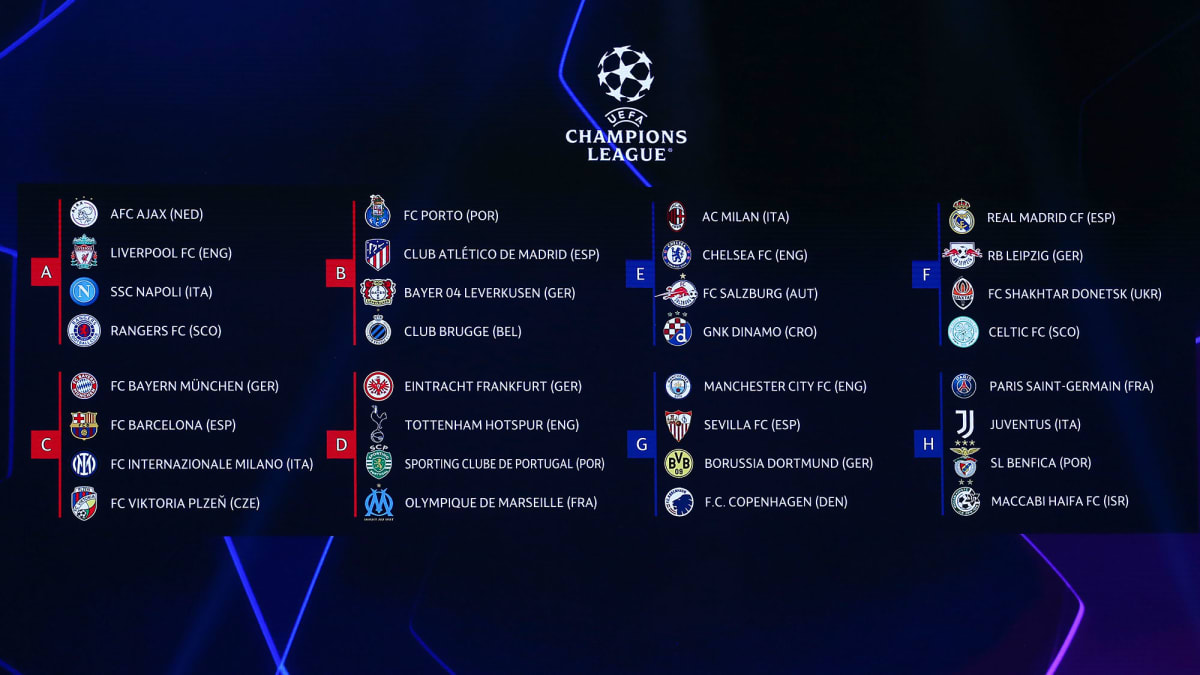 UEFA
CHAMPIONS
LEAGUE
A
AFC AJAX (NED)
LIVERPOOL FC (ENG)
SSC NAPOLI (ITA)
RANGERS FC (SCO)
B
FC PORTO (POR)
CLUB ATLÉTICO DE MADRID (ESP)
BAYER 04 LEVERKUSEN (GER)
CLUB BRUGGE (BEL)
E
AC MILAN (ITA)
CHELSEA FC (ENG)
FC SALZBURG (AUT)
GNK DINAMO (CRO)
F
REAL MADRID CF (ESP)
RB LEIPZIG (GER)
FC SHAKHTAR DONETSK (UKR)
CELTIC FC (SCO)
C
FC BAYERN MÜNCHEN (GER)
FC BARCELONA (ESP)
FC INTERNAZIONALE MILANO (ITA)
FC VIKTORIA PLZEŇ (CZE)
D
EINTRACHT FRANKFURT (GER)
TOTTENHAM HOTSPUR (ENG)
SPORTING CLUBE DE PORTUGAL (POR)
OLYMPIQUE DE MARSEILLE (FRA)
G
MANCHESTER CITY FC (ENG)
SEVILLA FC (ESP)
BORUSSIA DORTMUND (GER)
F.C. COPENHAGEN (DEN)
H
PARIS SAINT-GERMAIN (FRA)
JUVENTUS (ITA)
SL BENFICA (POR)
MACCABI HAIFA FC (ISR)
SCP
BVB
09